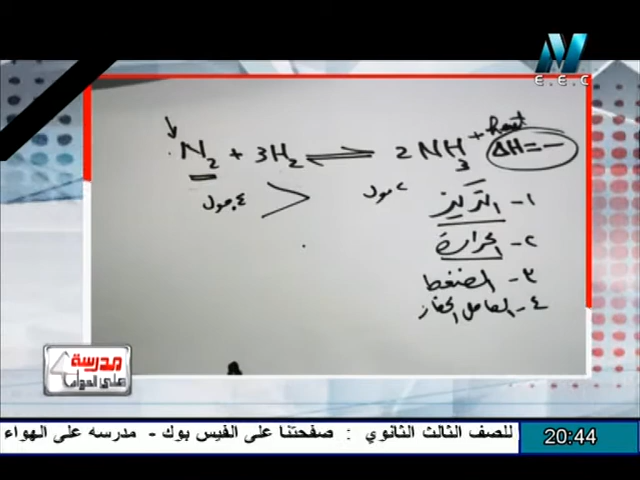 E.E.C
N₂ + 3H₂ ⇌ 2NH₃ + Reat
ΔH = −
٤ مول > ٢ مول
١- التركيز
٢- الحرارة
٣- الضغط
٤- العامل الحفاز
مدرسة
على الهواء
للصف الثالث الثانوي : صفحتنا على الفيس بوك - مدرسه على الهواء
20:44